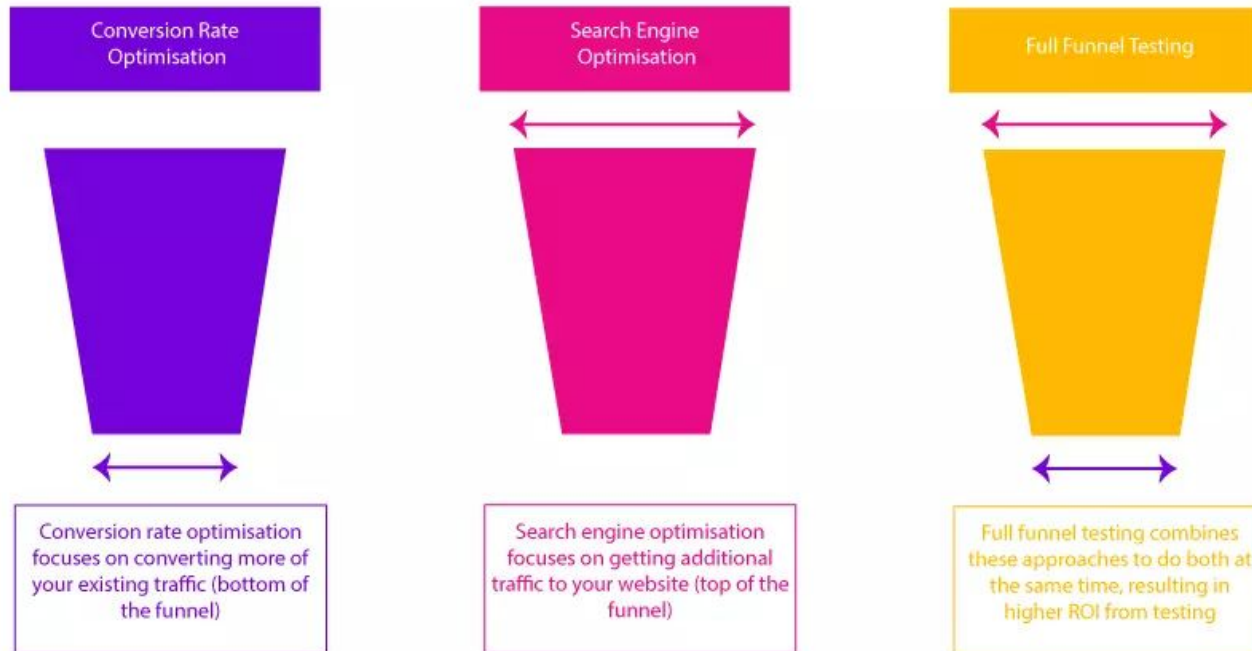 Conversion Rate
Optimisation
Search Engine
Optimisation
Full Funnel Testing
Conversion rate optimisation
focuses on converting more of
your existing traffic (bottom of
the funnel)
Search engine optimisation
focuses on getting additional
traffic to your website (top of the
funnel)
Full funnel testing combines
these approaches to do both at
the same time, resulting in
higher ROI from testing